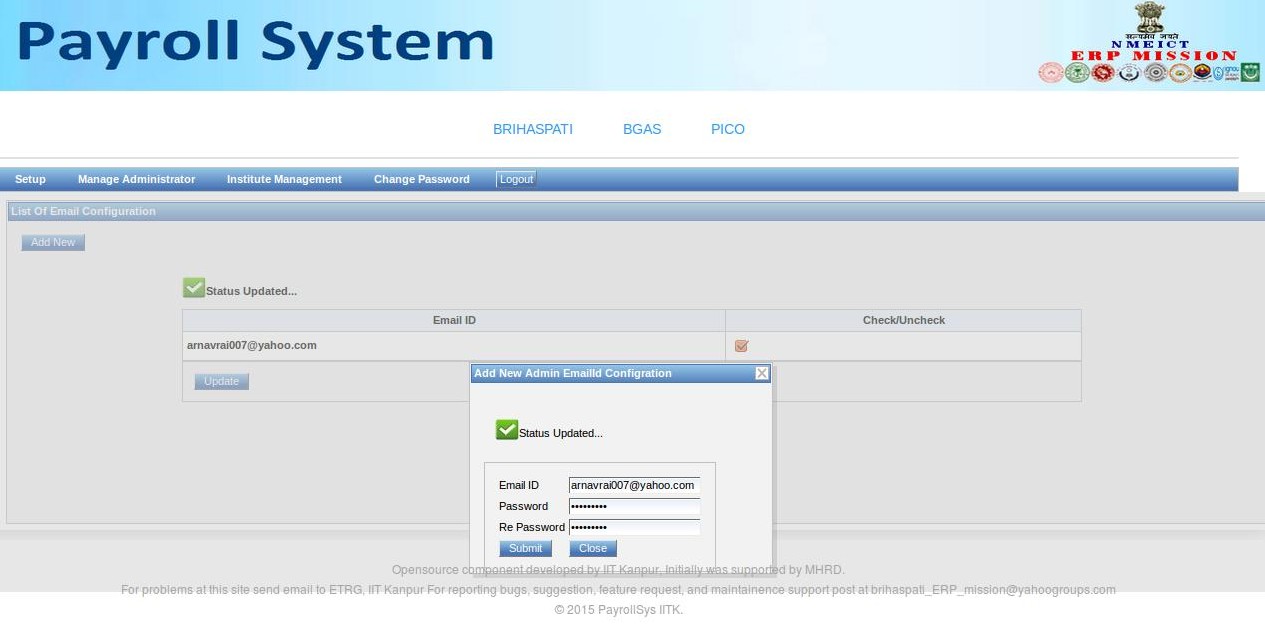 Payroll System
सत्यमेव जयते
NMEICT
ERP MISSION
BRIHASPATI BGAS PICO
Setup Manage Administrator Institute Management Change Password Logout
List Of Email Configuration
Add New
Status Updated...
Email ID Check/Uncheck
arnavrai007@yahoo.com
Update
Add New Admin EmailId Configration
Status Updated...
Email ID arnavrai007@yahoo.com
Password •••••••••
Re Password •••••••••
Submit Close
Opensource component developed by IIT Kanpur, Initially was supported by MHRD.
For problems at this site send email to ETRG, IIT Kanpur For reporting bugs, suggestion, feature request, and maintainence support post at brihaspati_ERP_mission@yahoogroups.com
© 2015 PayrollSys IITK.